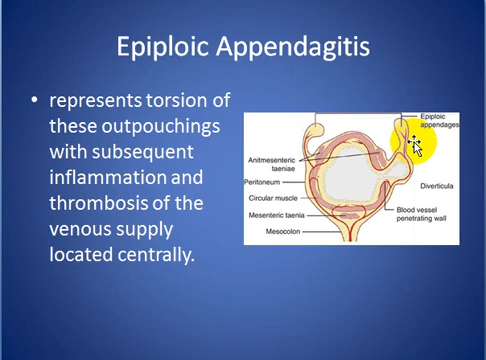 Epiploic Appendagitis
• represents torsion of
these outpouchings
with subsequent
inflammation and
thrombosis of the
venous supply
located centrally.
Epiploic
appendages
Anitmesenteric
taeniae
Peritoneum
Circular muscle
Mesenteric taenia
Mesocolon
Diverticula
Blood vessel
penetrating wall